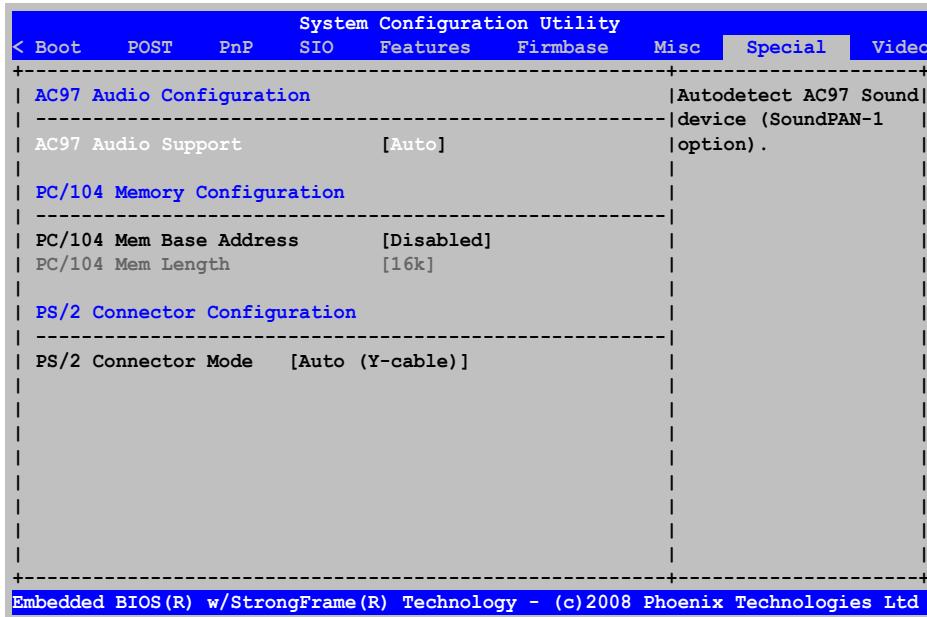 System Configuration Utility
< Boot POST PnP SIO Features Firmbase Misc Special Video
AC97 Audio Configuration
AC97 Audio Support [Auto]
PC/104 Memory Configuration
PC/104 Mem Base Address [Disabled]
PC/104 Mem Length [16k]
PS/2 Connector Configuration
PS/2 Connector Mode [Auto (Y-cable)]
Autodetect AC97 Sound
device (SoundPAN-1
option).
Embedded BIOS(R) w/StrongFrame(R) Technology - (c)2008 Phoenix Technologies Ltd